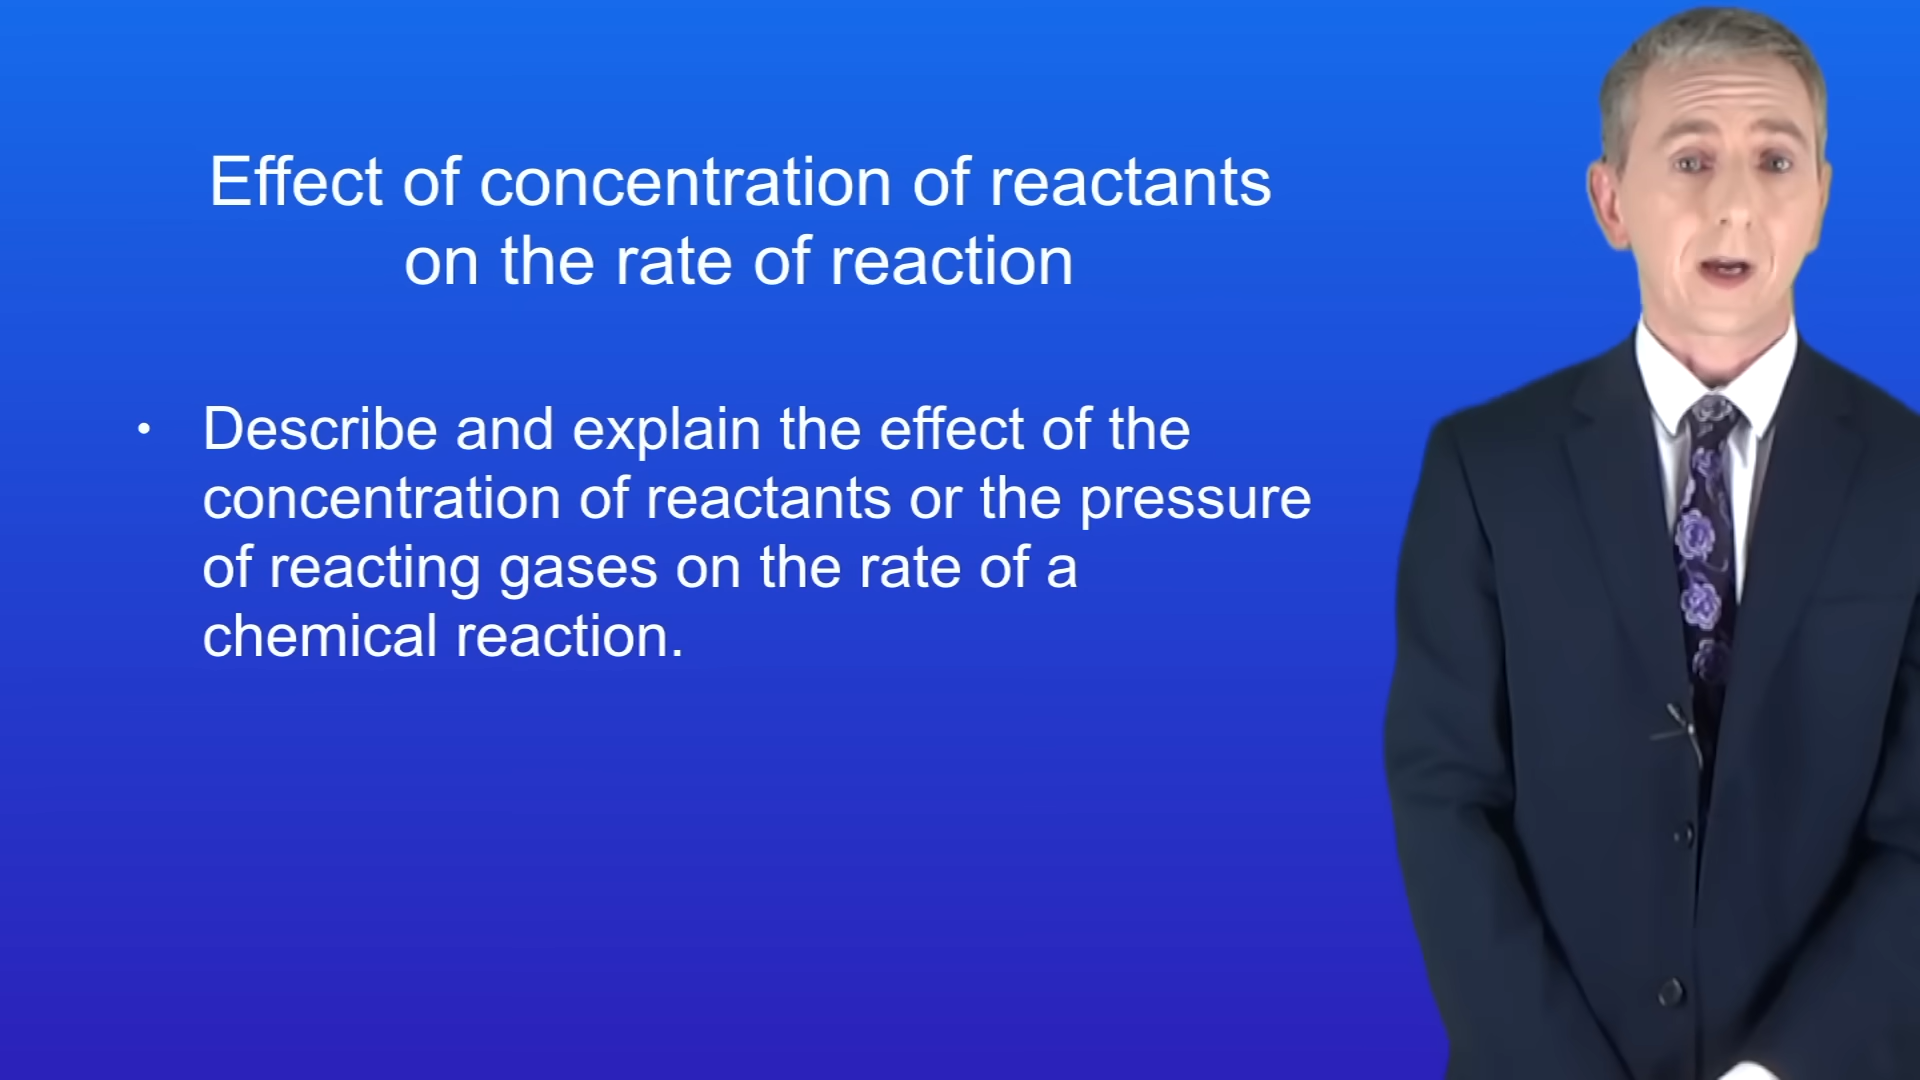 Effect of concentration of reactants
on the rate of reaction
• Describe and explain the effect of the
concentration of reactants or the pressure
of reacting gases on the rate of a
chemical reaction.